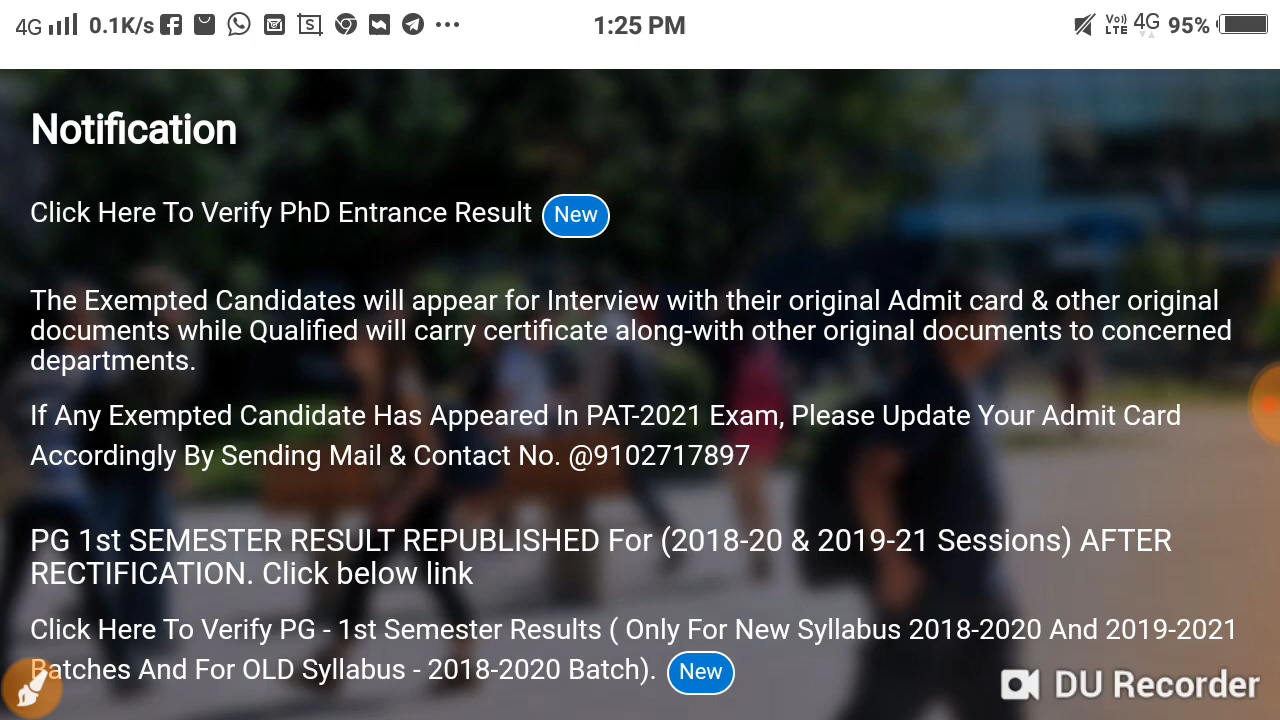 4G 0.1K/s S 1:25 PM Vo) LTE 4G 95%
Notification
Click Here To Verify PhD Entrance Result New
The Exempted Candidates will appear for Interview with their original Admit card & other original
documents while Qualified will carry certificate along-with other original documents to concerned
departments.
If Any Exempted Candidate Has Appeared In PAT-2021 Exam, Please Update Your Admit Card
Accordingly By Sending Mail & Contact No. @9102717897
PG 1st SEMESTER RESULT REPUBLISHED For (2018-20 & 2019-21 Sessions) AFTER
RECTIFICATION. Click below link
Click Here To Verify PG - 1st Semester Results ( Only For New Syllabus 2018-2020 And 2019-2021
Batches And For OLD Syllabus - 2018-2020 Batch). New
DU Recorder